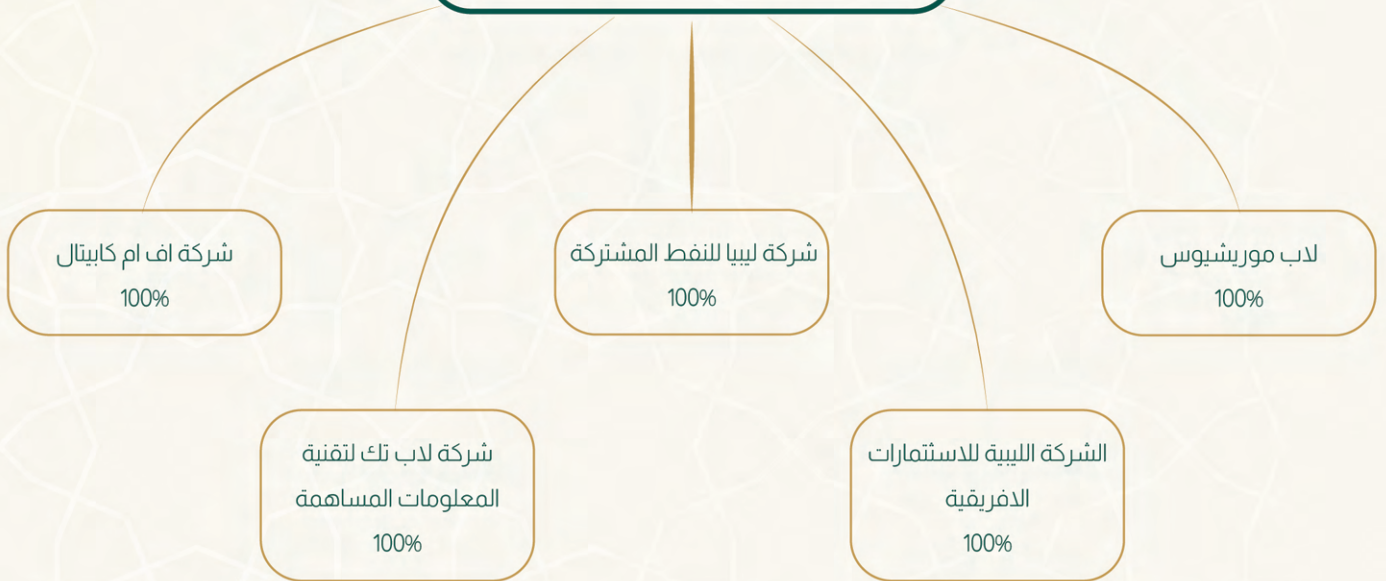 لاب موريشيوس
100%
شركة ليبيا للنفط المشتركة
100%
شركة اف ام كابيتال
100%
الشركة الليبية للاسثتمارات
الافريقية
100%
شركة لاب تك لتقنية
المعلومات المساهمة
100%